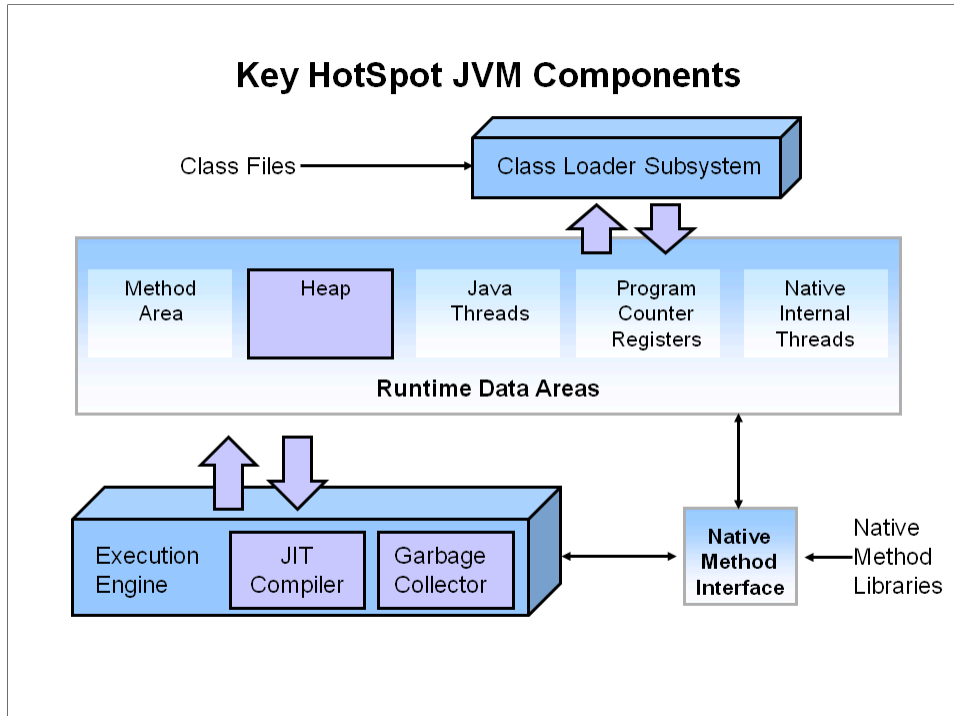 Key HotSpot JVM Components
Class Files
Class Loader Subsystem
Method
Area
Heap
Java
Threads
Program
Counter
Registers
Native
Internal
Threads
Runtime Data Areas
Execution
Engine
JIT
Compiler
Garbage
Collector
Native
Method
Interface
Native
Method
Libraries